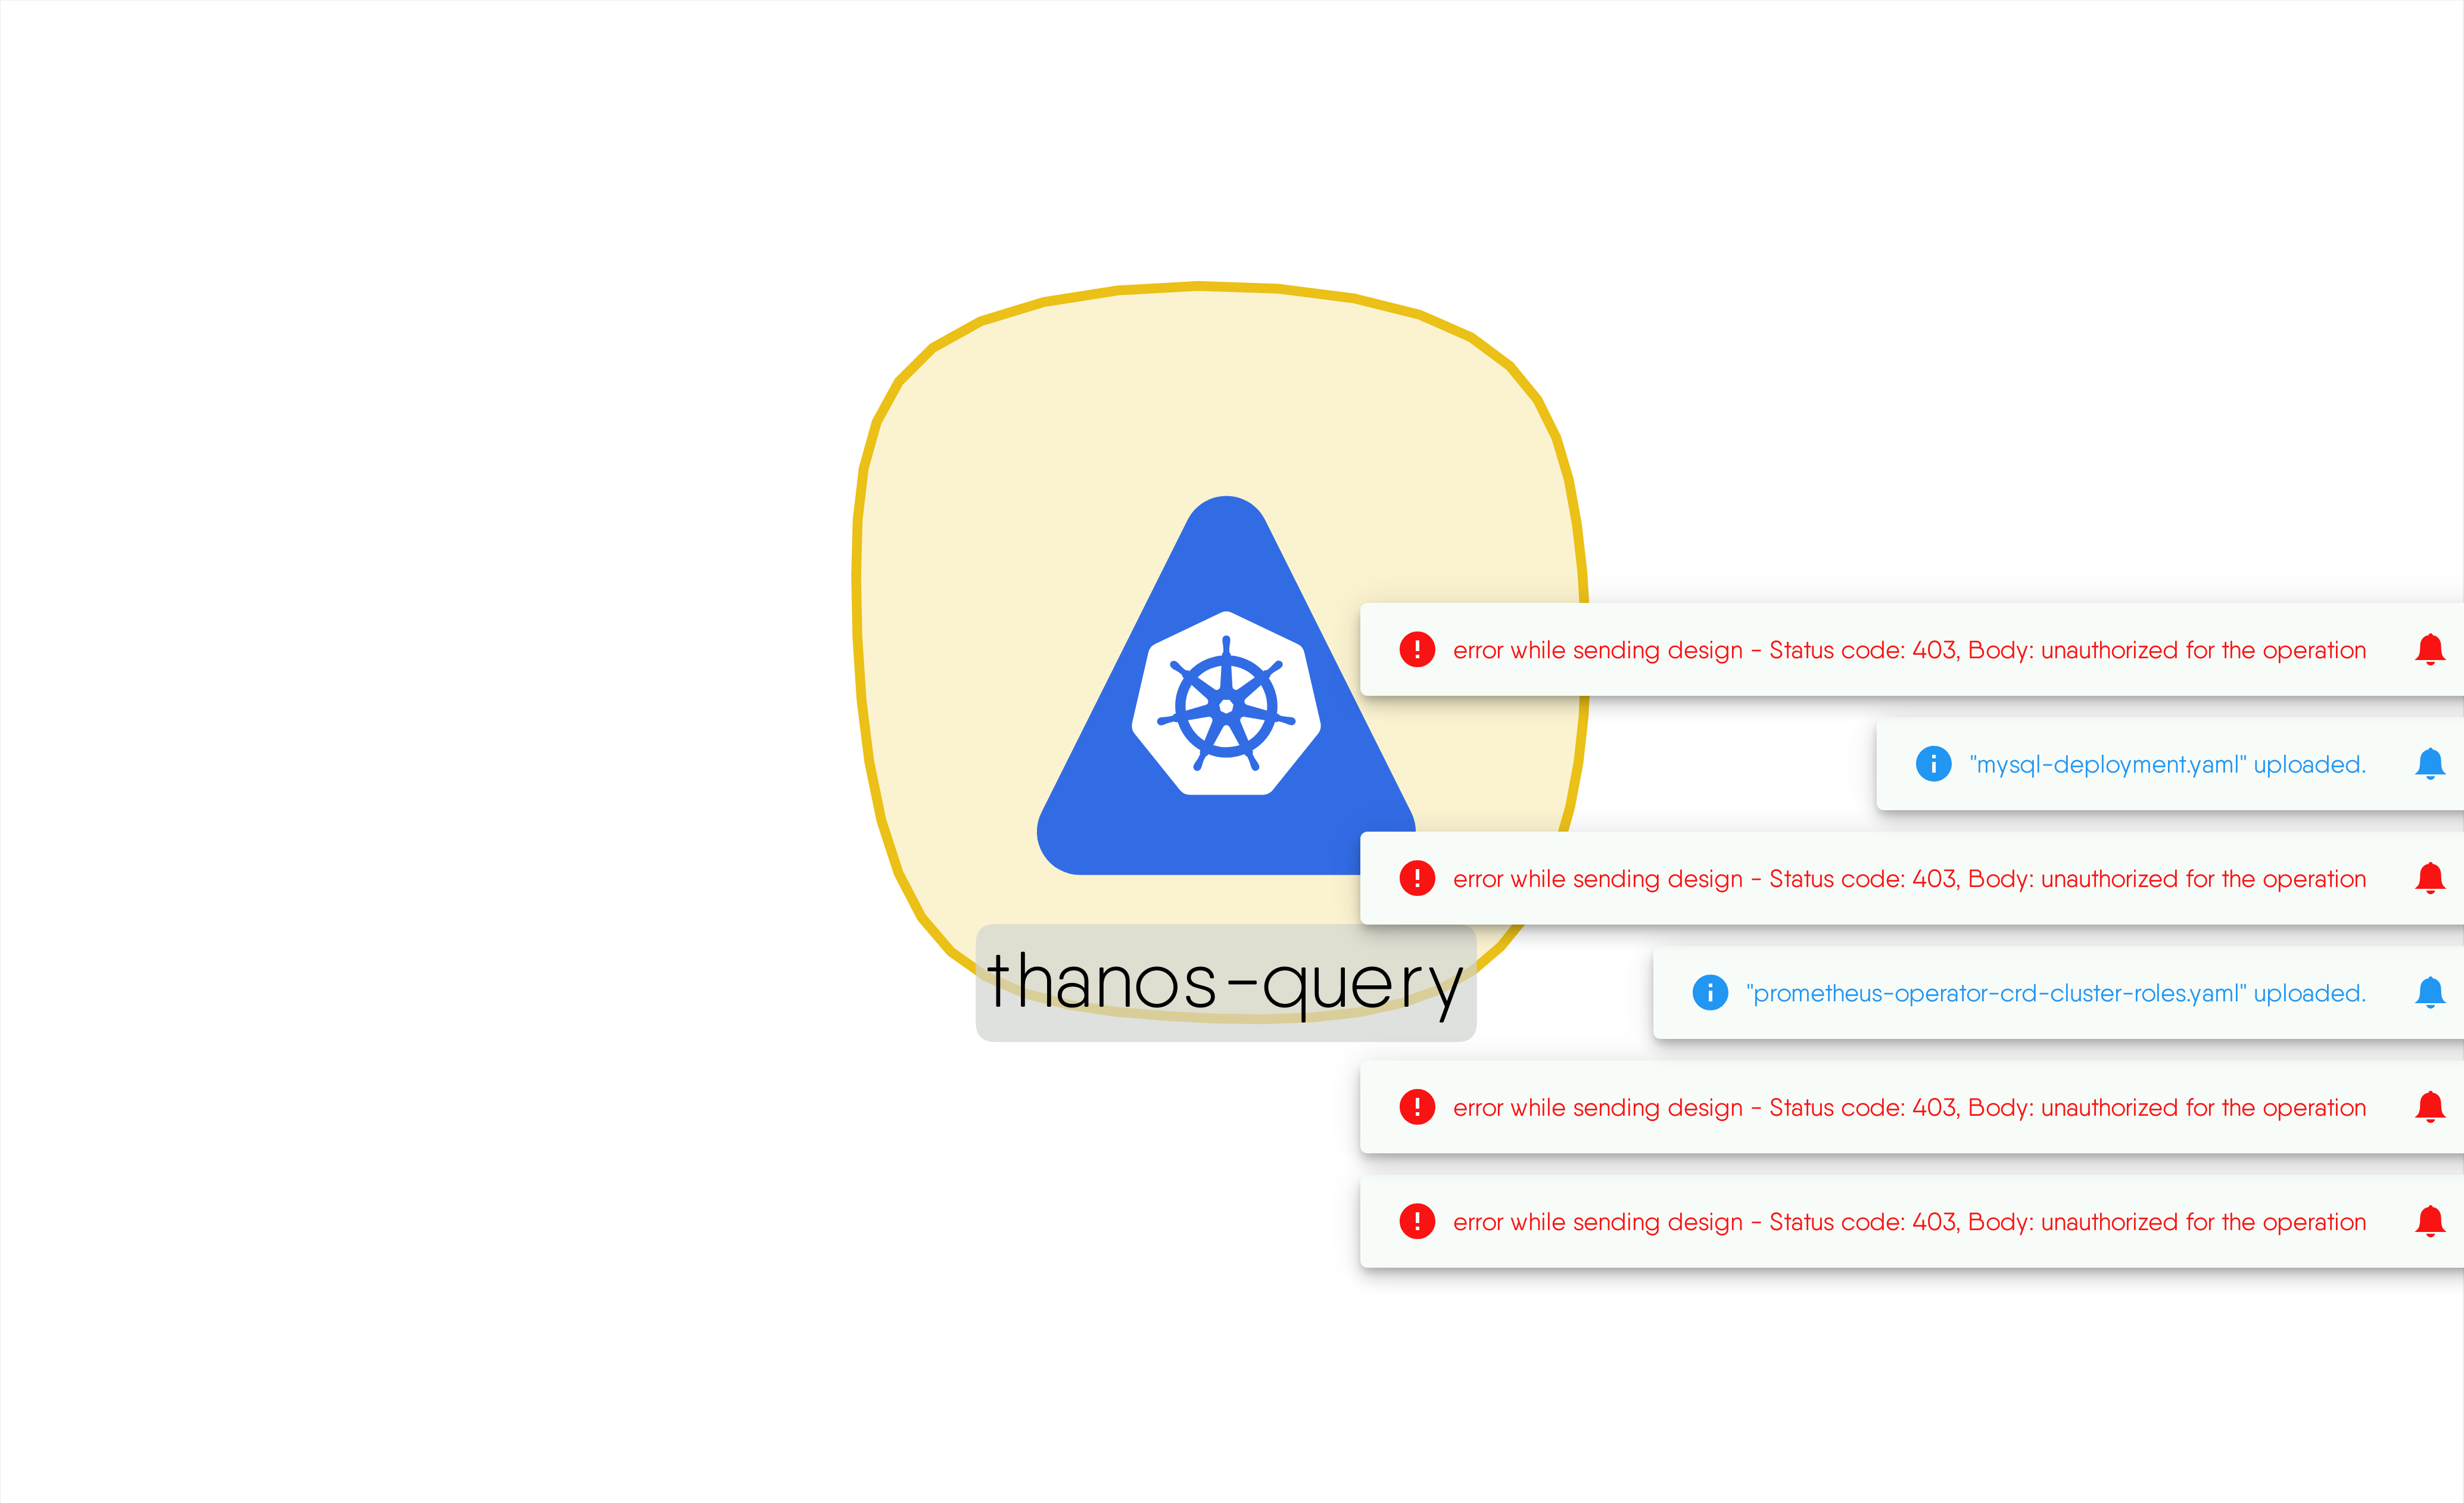 error while sending design - Status code: 403, Body: unauthorized for the operation
"mysql-deployment.yaml" uploaded.
error while sending design - Status code: 403, Body: unauthorized for the operation
thanos-query
"prometheus-operator-crd-cluster-roles.yaml" uploaded.
error while sending design - Status code: 403, Body: unauthorized for the operation
error while sending design - Status code: 403, Body: unauthorized for the operation